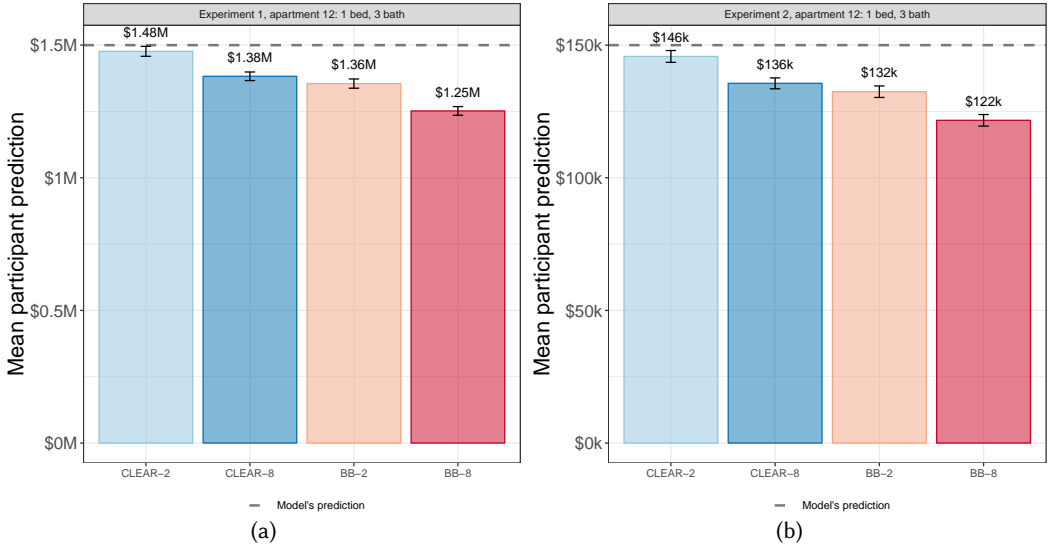 Experiment 1, apartment 12: 1 bed, 3 bath
Mean participant prediction
$1.5M
$1M
$0.5M
$0M
$1.48M
$1.38M
$1.36M
$1.25M
CLEAR−2
CLEAR−8
BB−2
BB−8
Model's prediction
(a)
Experiment 2, apartment 12: 1 bed, 3 bath
Mean participant prediction
$150k
$100k
$50k
$0k
$146k
$136k
$132k
$122k
CLEAR−2
CLEAR−8
BB−2
BB−8
Model's prediction
(b)